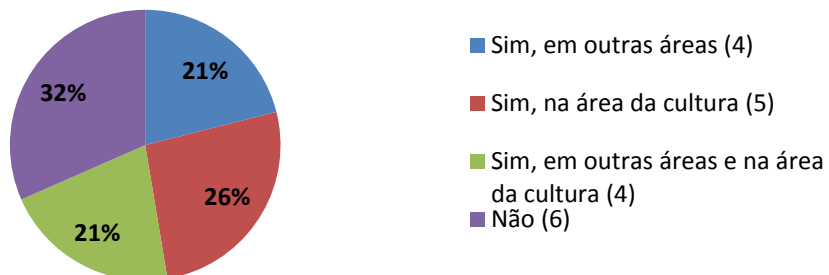 21%
26%
21%
32%
Sim, em outras áreas (4)
Sim, na área da cultura (5)
Sim, em outras áreas e na área
da cultura (4)
Não (6)